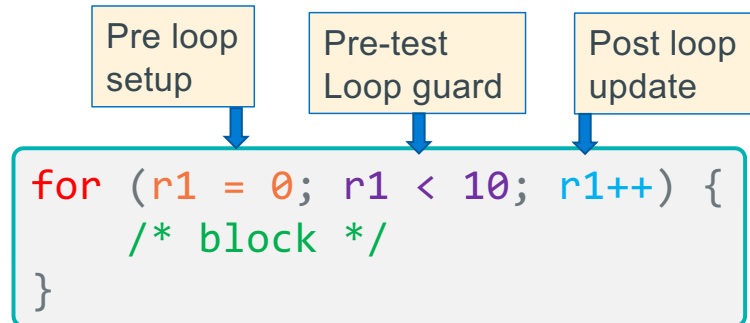 Pre loop
setup
Pre-test
Loop guard
Post loop
update
for (r1 = 0; r1 < 10; r1++) {
    /* block */
}